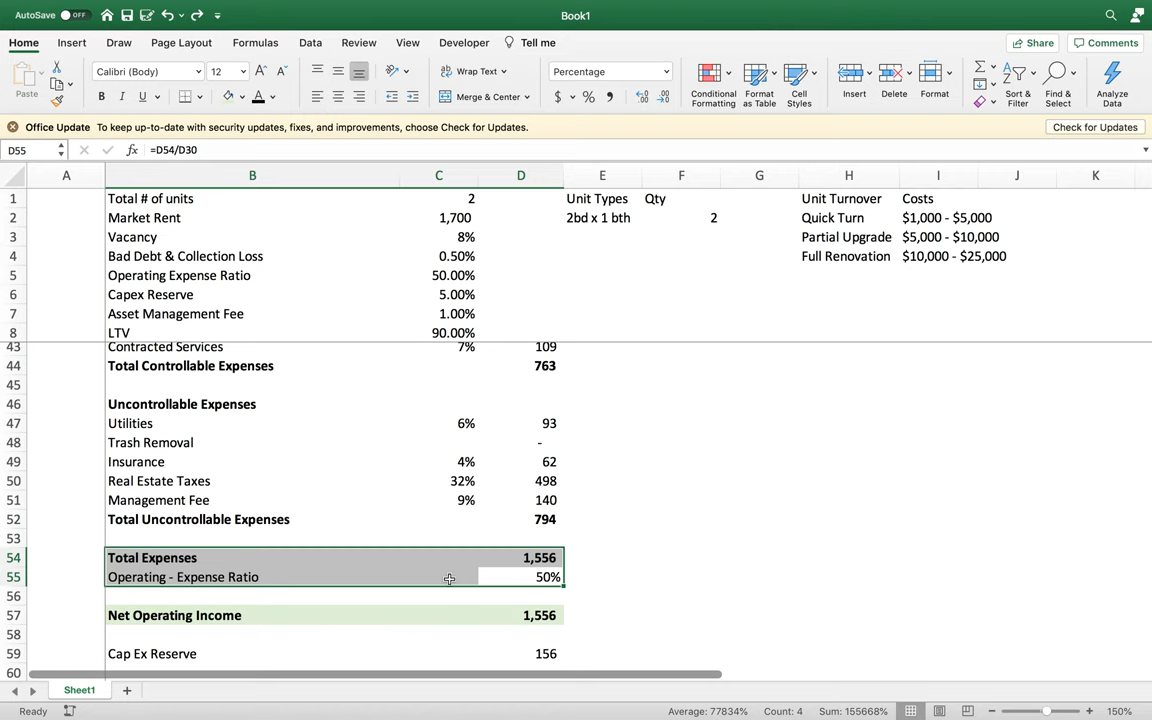 AutoSave OFF Book1
Home Insert Draw Page Layout Formulas Data Review View Developer Tell me Share Comments
Paste Calibri (Body) 12 A A Wrap Text Percentage Conditional Formatting Format as Table Cell Styles Insert Delete Format Sort & Filter Find & Select Analyze Data
B I U A Merge & Center $ % 9 .00 .0
Office Update To keep up-to-date with security updates, fixes, and improvements, choose Check for Updates. Check for Updates
D55 fx =D54/D30
A B C D E F G H I J K
1 Total # of units 2 Unit Types Qty Unit Turnover Costs
2 Market Rent 1,700 2bd x 1 bth 2 Quick Turn $1,000 - $5,000
3 Vacancy 8% Partial Upgrade $5,000 - $10,000
4 Bad Debt & Collection Loss 0.50% Full Renovation $10,000 - $25,000
5 Operating Expense Ratio 50.00%
6 Capex Reserve 5.00%
7 Asset Management Fee 1.00%
8 LTV 90.00%
43 Contracted Services 7% 109
44 Total Controllable Expenses 763
45
46 Uncontrollable Expenses
47 Utilities 6% 93
48 Trash Removal -
49 Insurance 4% 62
50 Real Estate Taxes 32% 498
51 Management Fee 9% 140
52 Total Uncontrollable Expenses 794
53
54 Total Expenses 1,556
55 Operating - Expense Ratio 50%
56
57 Net Operating Income 1,556
58
59 Cap Ex Reserve 156
60
Sheet1
Ready Average: 77834% Count: 4 Sum: 155668% 150%